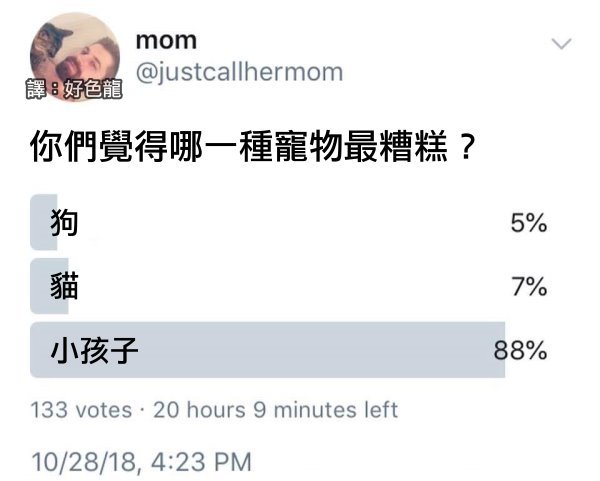 mom
@justcallhermom
譯：好色龍
你們覺得哪一種寵物最糟糕？
狗 5%
貓 7%
小孩子 88%
133 votes · 20 hours 9 minutes left
10/28/18, 4:23 PM